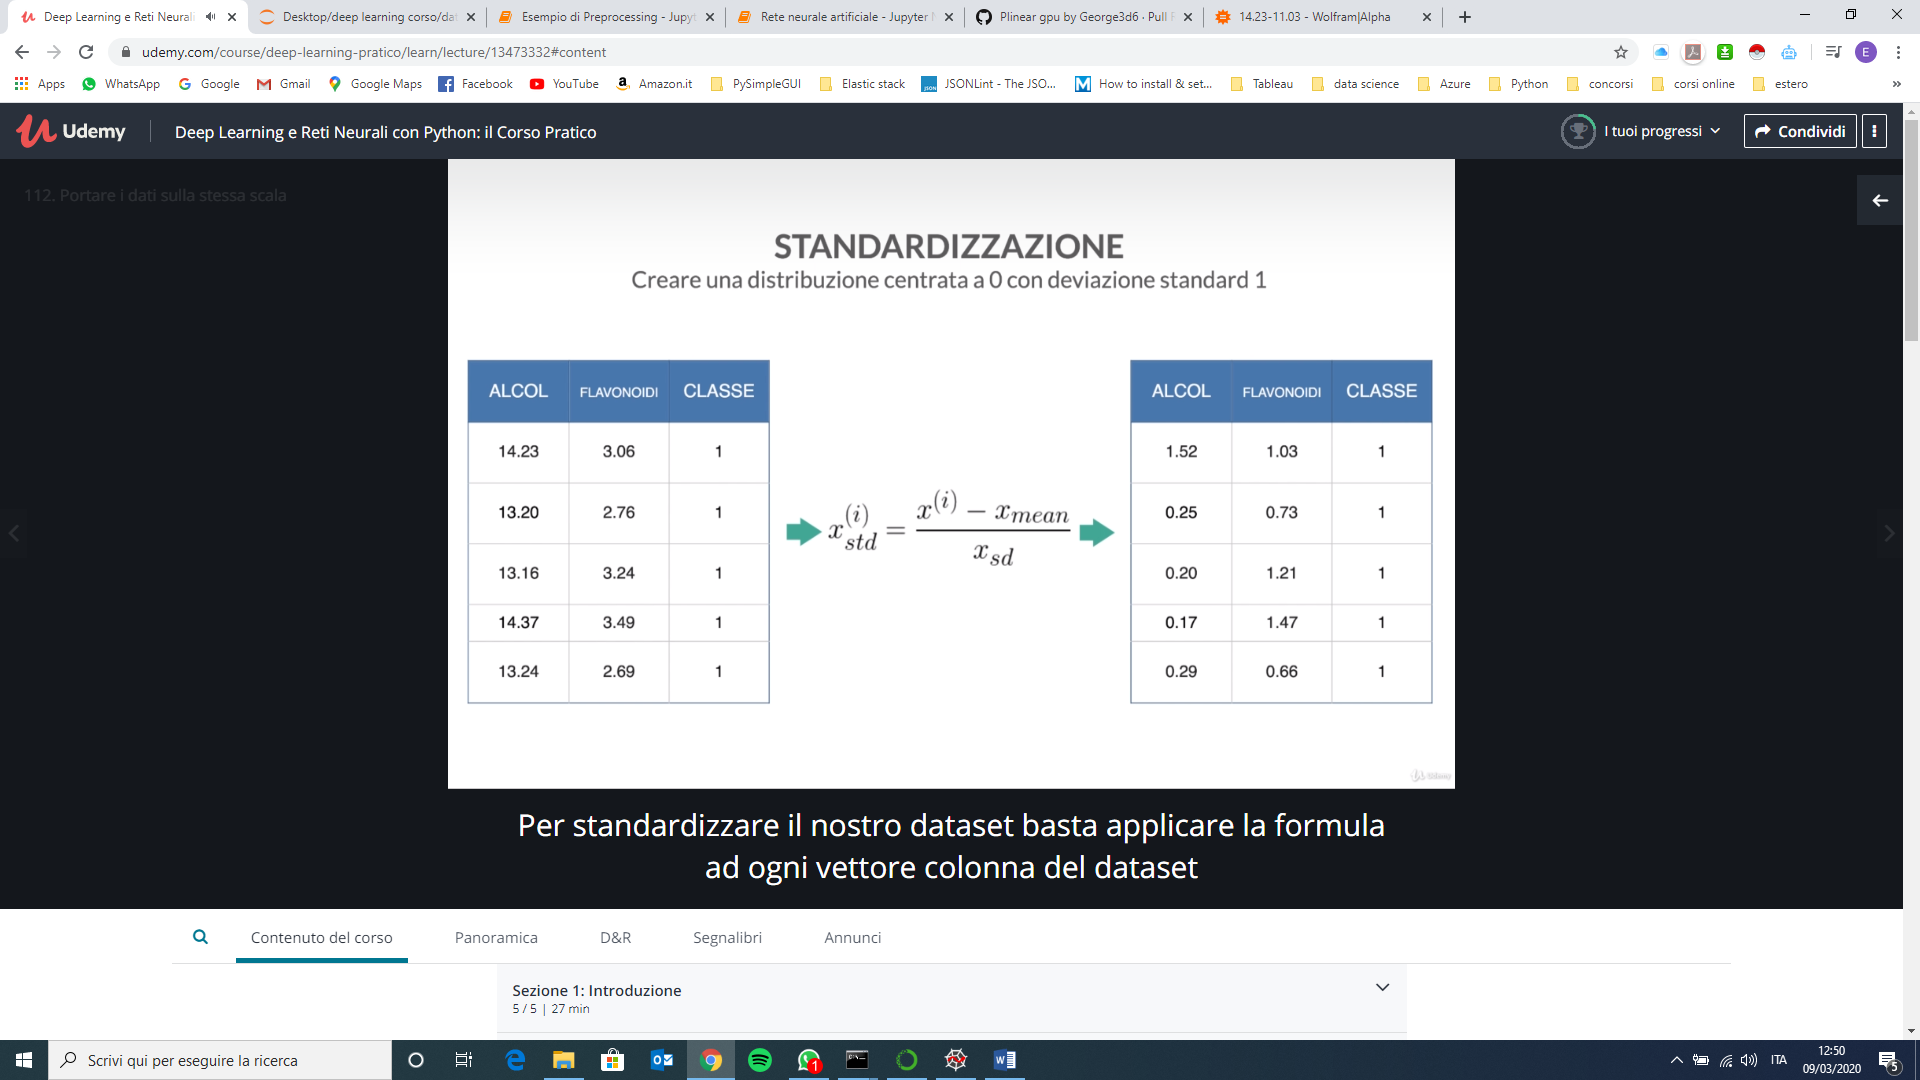 Deep Learning e Reti Neurali
Desktop/deep learning corso/dat
Esempio di Preprocessing - Jupyt
Rete neurale artificiale - Jupyter N
Plinear gpu by George3d6 · Pull R
14.23-11.03 - Wolfram|Alpha
udemy.com/course/deep-learning-pratico/learn/lecture/13473332#content
E
Apps
WhatsApp
Google
Gmail
Google Maps
Facebook
YouTube
Amazon.it
PySimpleGUI
Elastic stack
JSONLint - The JSO...
How to install & set...
Tableau
data science
Azure
Python
concorsi
corsi online
estero
»
Udemy
Deep Learning e Reti Neurali con Python: il Corso Pratico
I tuoi progressi
Condividi
112. Portare i dati sulla stessa scala
STANDARDIZZAZIONE
Creare una distribuzione centrata a 0 con deviazione standard 1
ALCOL FLAVONOIDI CLASSE
14.23 3.06 1
13.20 2.76 1
13.16 3.24 1
14.37 3.49 1
13.24 2.69 1
x_std^(i) = (x^(i) − x_mean) / x_sd
ALCOL FLAVONOIDI CLASSE
1.52 1.03 1
0.25 0.73 1
0.20 1.21 1
0.17 1.47 1
0.29 0.66 1
Udemy
Per standardizzare il nostro dataset basta applicare la formula
ad ogni vettore colonna del dataset
Contenuto del corso
Panoramica
D&R
Segnalibri
Annunci
Sezione 1: Introduzione
5 / 5 | 27 min
Scrivi qui per eseguire la ricerca
1
ITA
12:50
09/03/2020
5